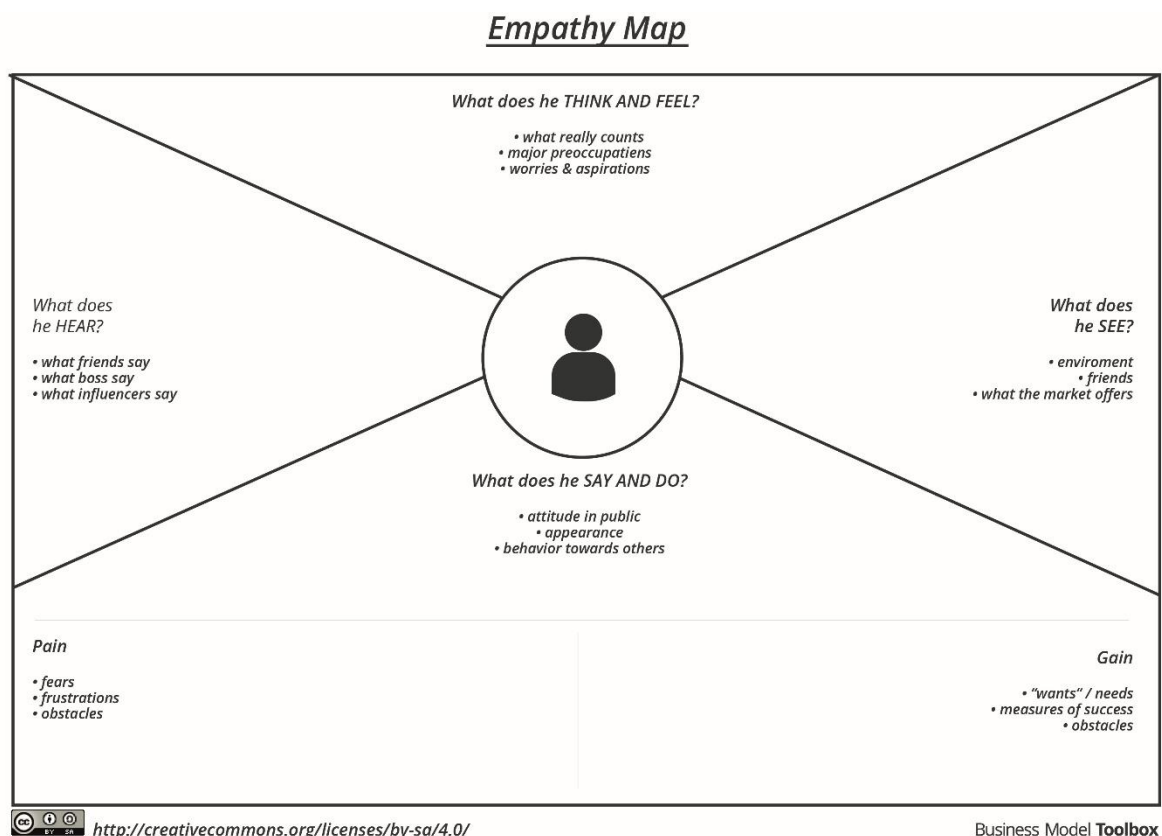 Empathy Map
What does he THINK AND FEEL?
• what really counts
• major preoccupatiens
• worries & aspirations
What does
he HEAR?
• what friends say
• what boss say
• what influencers say
What does
he SEE?
• enviroment
• friends
• what the market offers
What does he SAY AND DO?
• attitude in public
• appearance
• behavior towards others
Pain
• fears
• frustrations
• obstacles
Gain
• “wants” / needs
• measures of success
• obstacles
cc BY SA
http://creativecommons.org/licenses/by-sa/4.0/
Business Model Toolbox